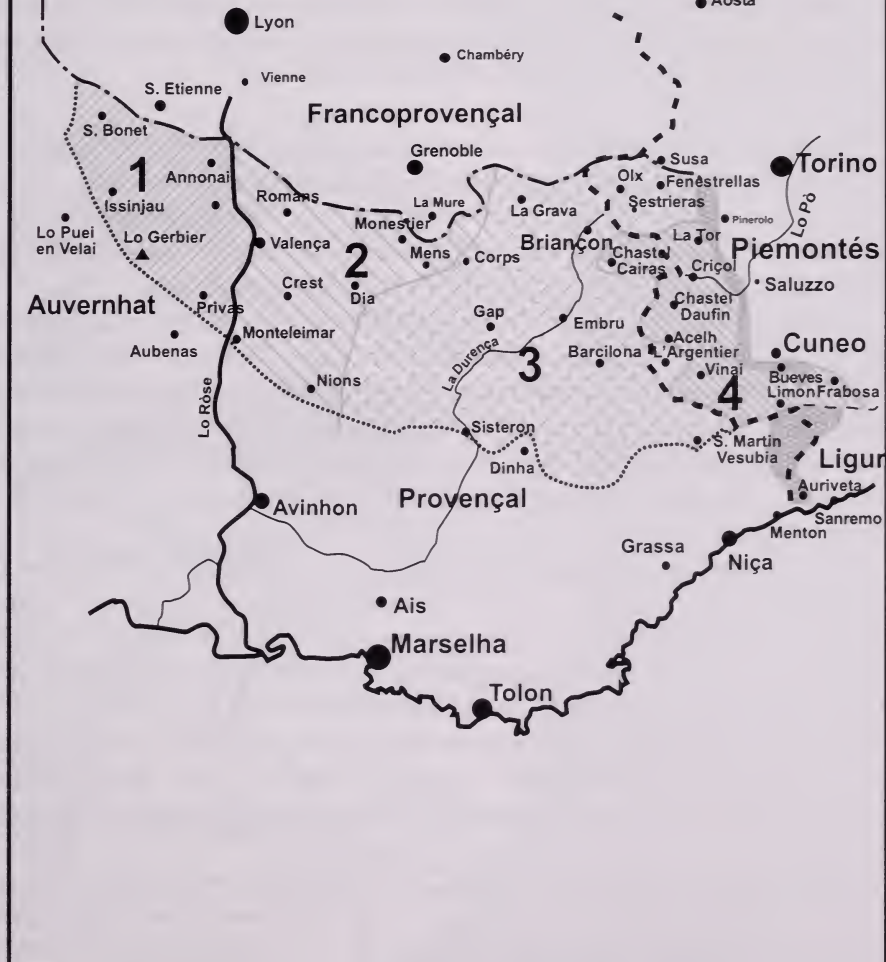 Aosta
Lyon
Chambéry
Vienne
S. Etienne
Francoprovençal
S. Bonet
Grenoble
Susa
Torino
1
Annonai
Olx
Fenestrellas
Issinjau
Romans
La Mure
La Grava
Sestrieras
Lo Pò
Lo Puei
en Velai
Monestier
Pinerolo
Lo Gerbier
Valença
2
Mens
Corps
Briançon
La Tor
Piemontés
Chastel
Cairas
Criçol
Saluzzo
Crest
Dia
Auvernhat
Privas
Chastel
Daufin
Gap
Embru
Aubenas
Monteleimar
La Durença
3
Barcilona
Acelh
L'Argentier
Cuneo
Vinai
4
Bueves
Nions
Limon
Frabosa
Lo Ròse
Sisteron
S. Martin
Vesubia
Dinha
Ligur
Avinhon
Provençal
Auriveta
Sanremo
Menton
Grassa
Niça
Ais
Marselha
Tolon